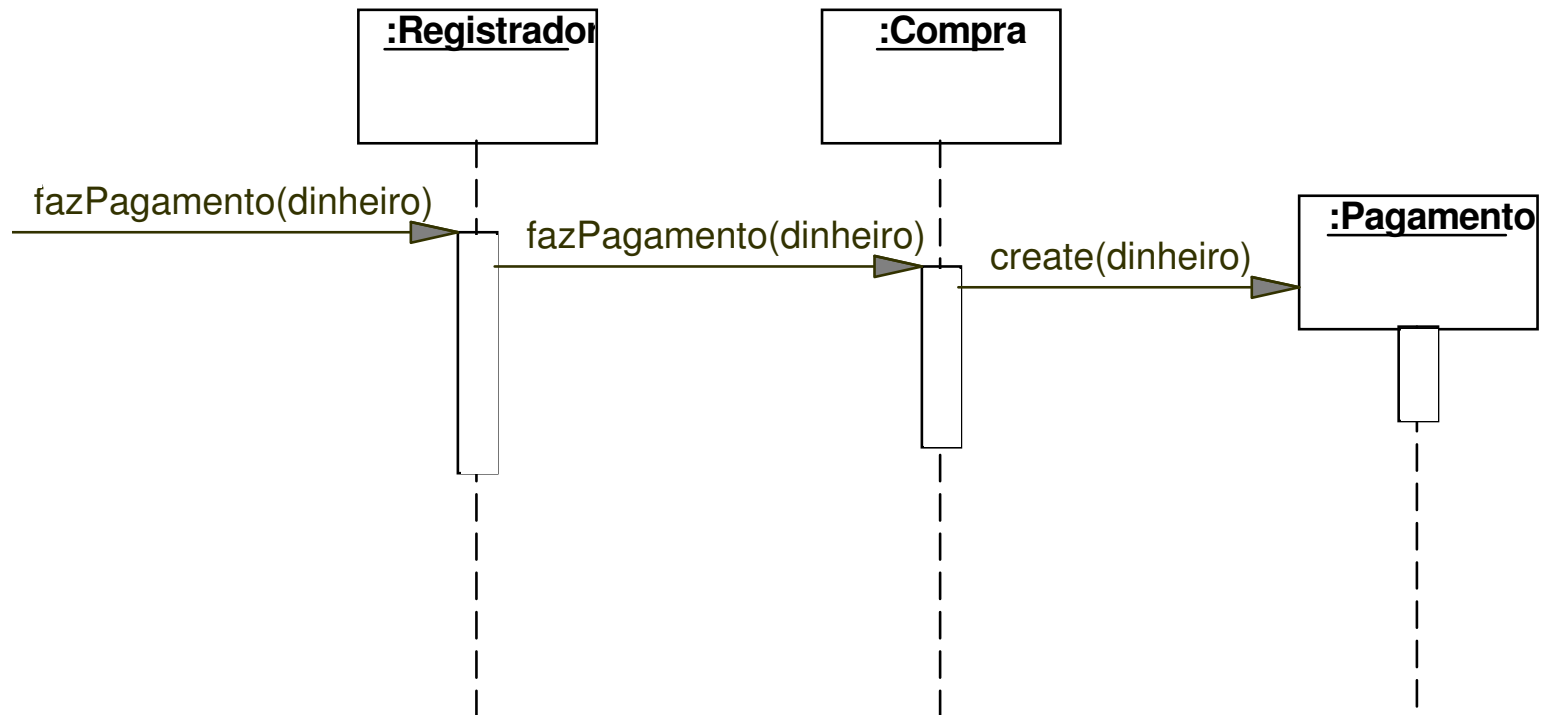 :Registrador
:Compra
fazPagamento(dinheiro)
:Pagamento
fazPagamento(dinheiro)
create(dinheiro)